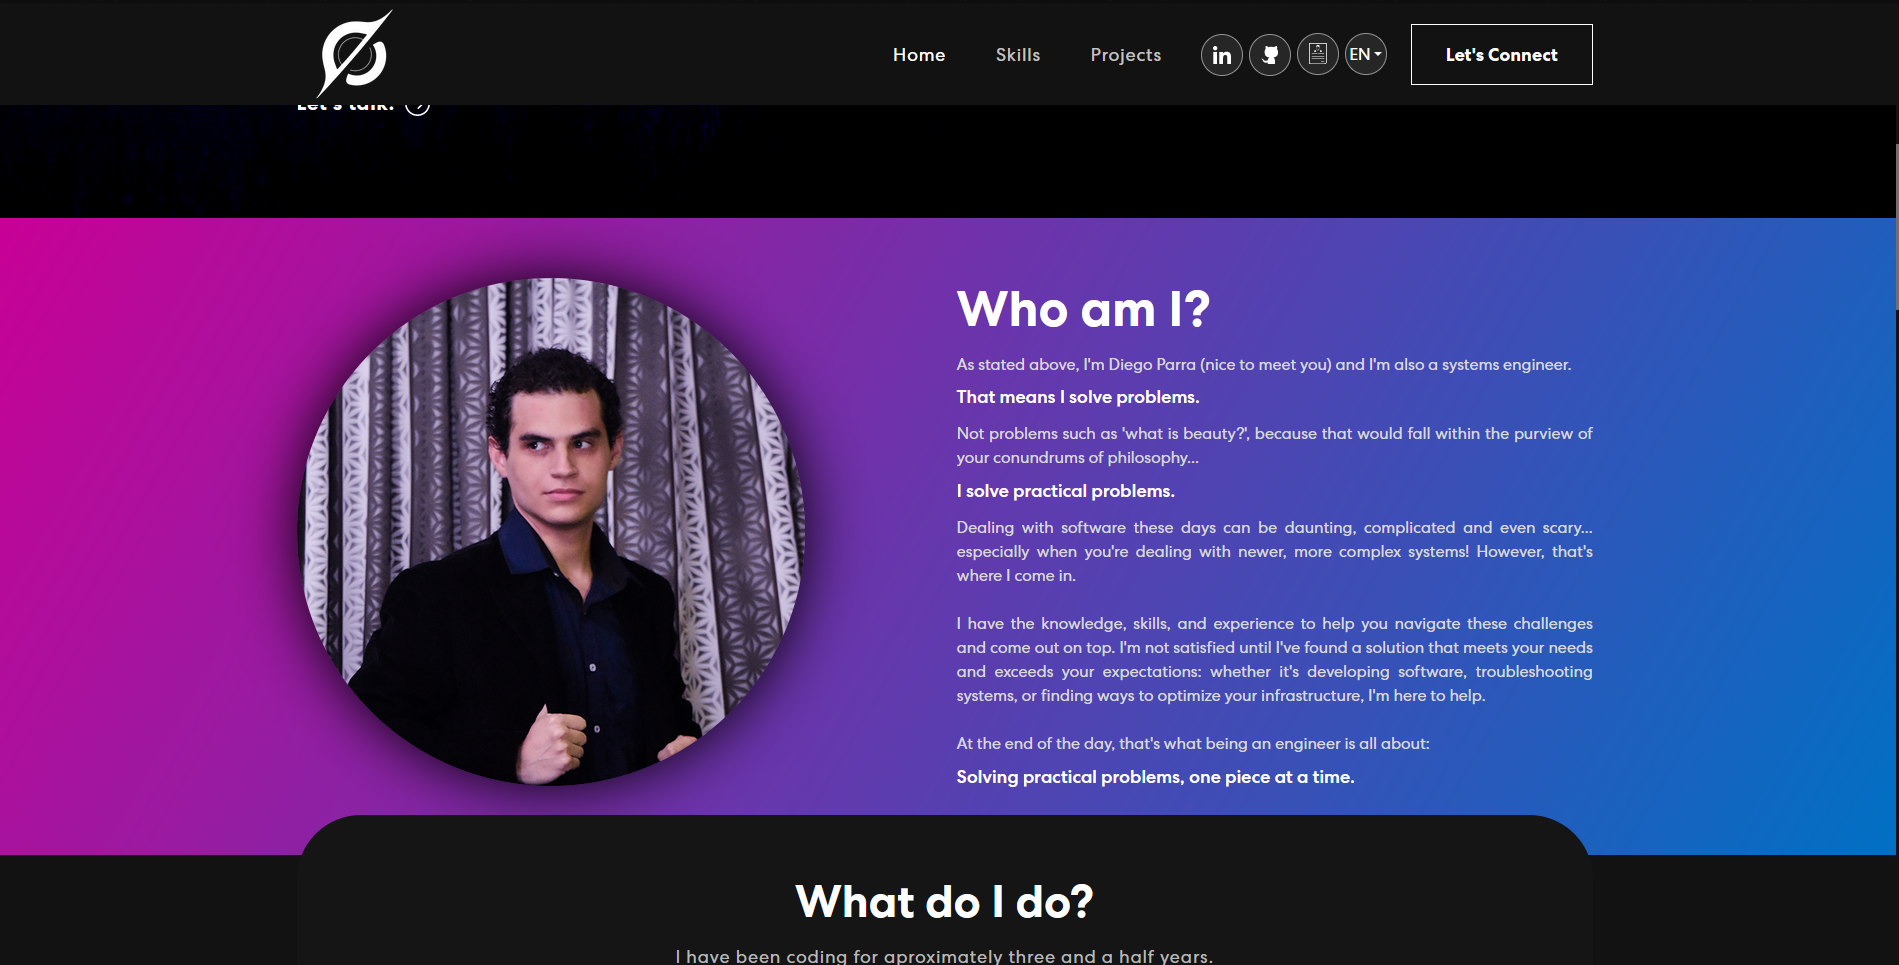 Home Skills Projects EN Let's Connect
Let's talk.
Who am I?
As stated above, I'm Diego Parra (nice to meet you) and I'm also a systems engineer.
That means I solve problems.
Not problems such as 'what is beauty?', because that would fall within the purview of
your conundrums of philosophy...
I solve practical problems.
Dealing with software these days can be daunting, complicated and even scary...
especially when you're dealing with newer, more complex systems! However, that's
where I come in.
I have the knowledge, skills, and experience to help you navigate these challenges
and come out on top. I'm not satisfied until I've found a solution that meets your needs
and exceeds your expectations: whether it's developing software, troubleshooting
systems, or finding ways to optimize your infrastructure, I'm here to help.
At the end of the day, that's what being an engineer is all about:
Solving practical problems, one piece at a time.
What do I do?
I have been coding for aproximately three and a half years.